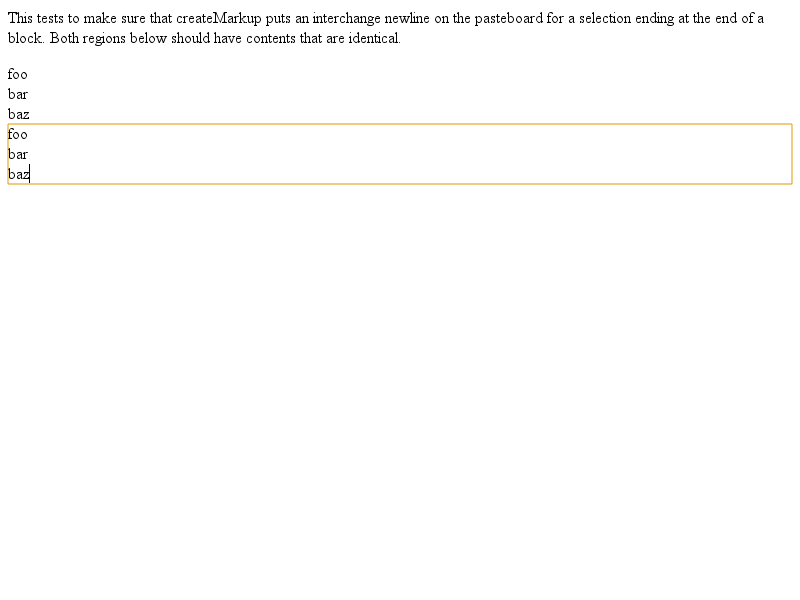 This tests to make sure that createMarkup puts an interchange newline on the pasteboard for a selection ending at the end of a
block. Both regions below should have contents that are identical.
foo
bar
baz
foo
bar
baz